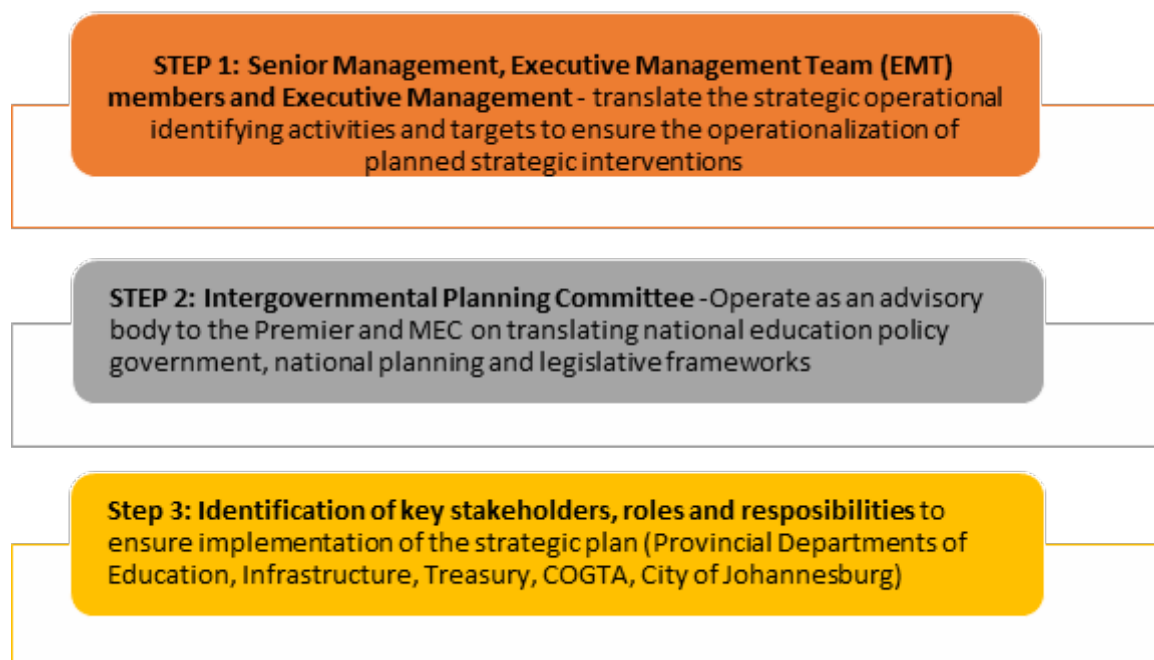 STEP 1: Senior Management, Executive Management Team (EMT)
members and Executive Management - translate the strategic operational
identifying activities and targets to ensure the operationalization of
planned strategic interventions
STEP 2: Intergovernmental Planning Committee -Operate as an advisory
body to the Premier and MEC on translating national education policy
government, national planning and legislative frameworks
Step 3: Identification of key stakeholders, roles and resposibilities to
ensure implementation of the strategic plan (Provincial Departments of
Education, Infrastructure, Treasury, COGTA, City of Johannesburg)